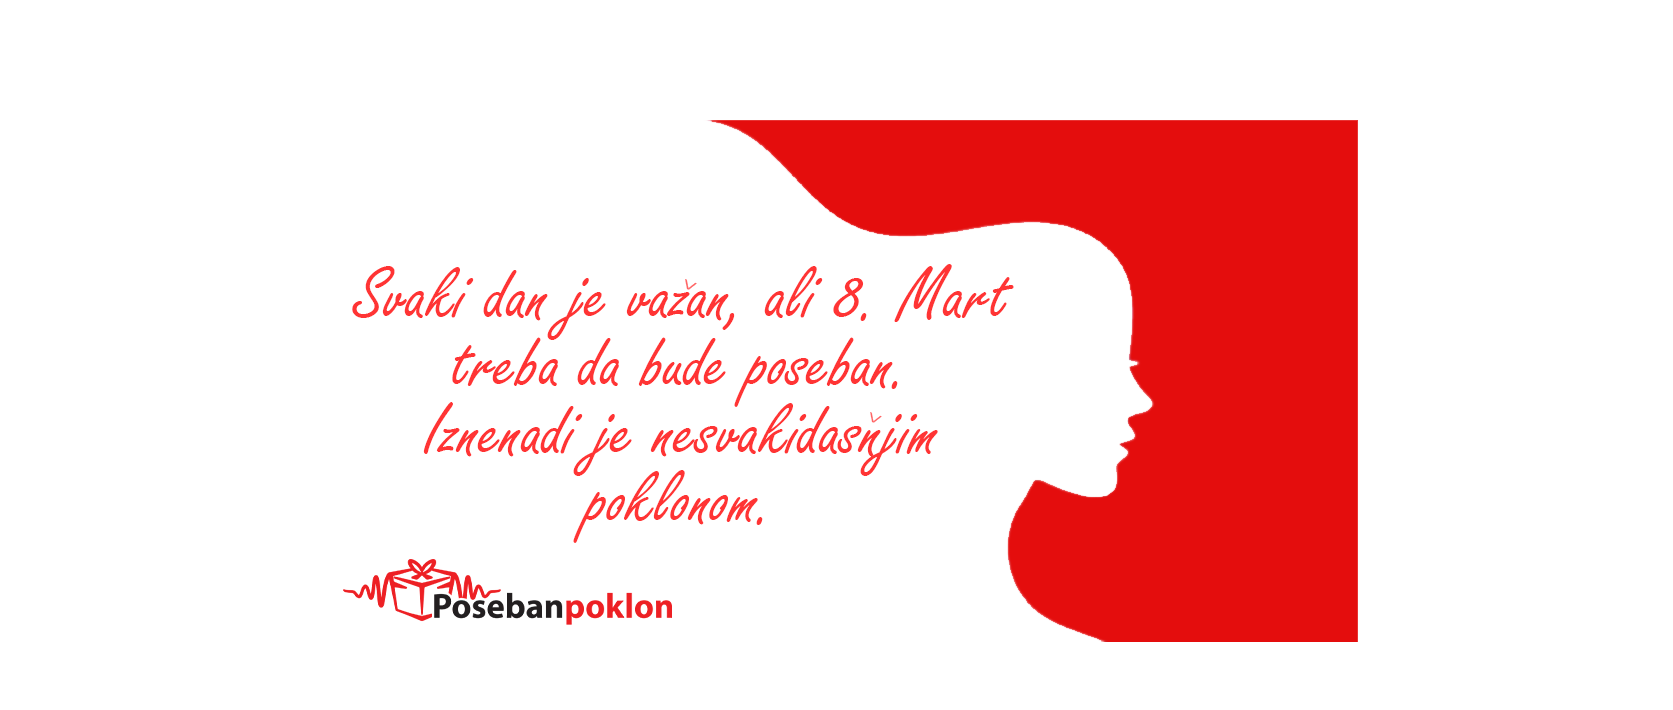 Svaki dan je važan, ali 8. Mart
treba da bude poseban.
Iznenadi je nesvakidašnjim
poklonom.
Posebanpoklon